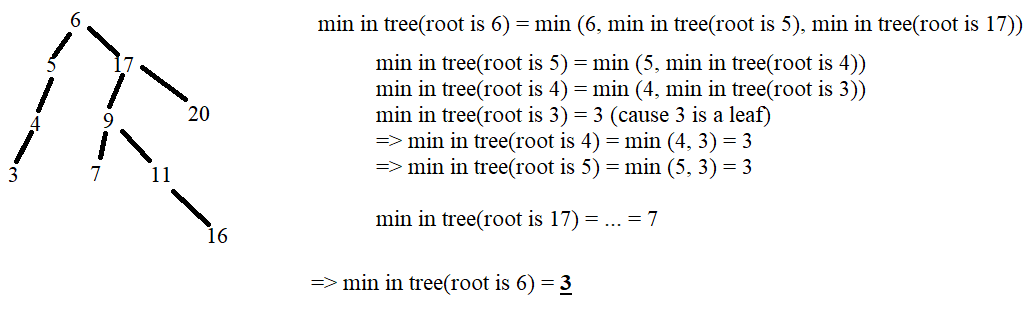 6
min in tree(root is 6) = min (6, min in tree(root is 5), min in tree(root is 17))
5 17
min in tree(root is 5) = min (5, min in tree(root is 4))
min in tree(root is 4) = min (4, min in tree(root is 3))
4 9 20
min in tree(root is 3) = 3 (cause 3 is a leaf)
=> min in tree(root is 4) = min (4, 3) = 3
3 7 11
=> min in tree(root is 5) = min (5, 3) = 3
min in tree(root is 17) = ... = 7
16
=> min in tree(root is 6) = 3